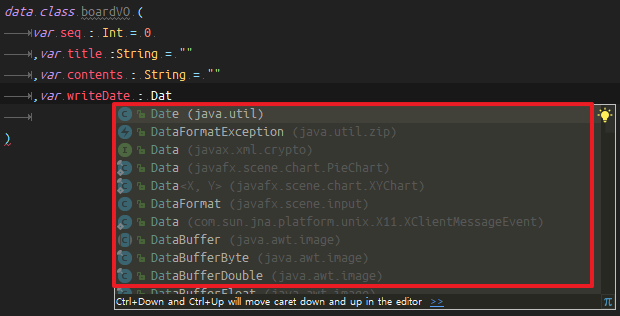 data class boardVO (
var seq : Int = 0
,var title :String = ""
,var contents : String = ""
,var writeDate : Dat
Date (java.util)
DataFormatException (java.util.zip)
Data (javax.xml.crypto)
Data (javafx.scene.chart.PieChart)
Data<X, Y> (javafx.scene.chart.XYChart)
DataFormat (javafx.scene.input)
Data (com.sun.jna.platform.unix.X11.XClientMessageEvent)
DataBuffer (java.awt.image)
)
DataBufferByte (java.awt.image)
DataBufferDouble (java.awt.image)
DataBufferFloat (java.awt.image)
Ctrl+Down and Ctrl+Up will move caret down and up in the editor >>
π